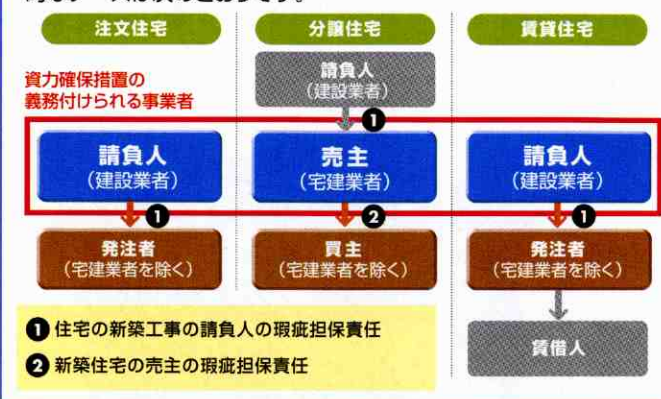 注文住宅
分譲住宅
賃貸住宅
請負人
(建設業者)
資力確保措置の
義務付けられる事業者
❶
請負人
(建設業者)
売主
(宅建業者)
請負人
(建設業者)
❶
❷
❶
発注者
(宅建業者を除く)
買主
(宅建業者を除く)
発注者
(宅建業者を除く)
❶住宅の新築工事の請負人の瑕疵担保責任
❷新築住宅の売主の瑕疵担保責任
賃借人